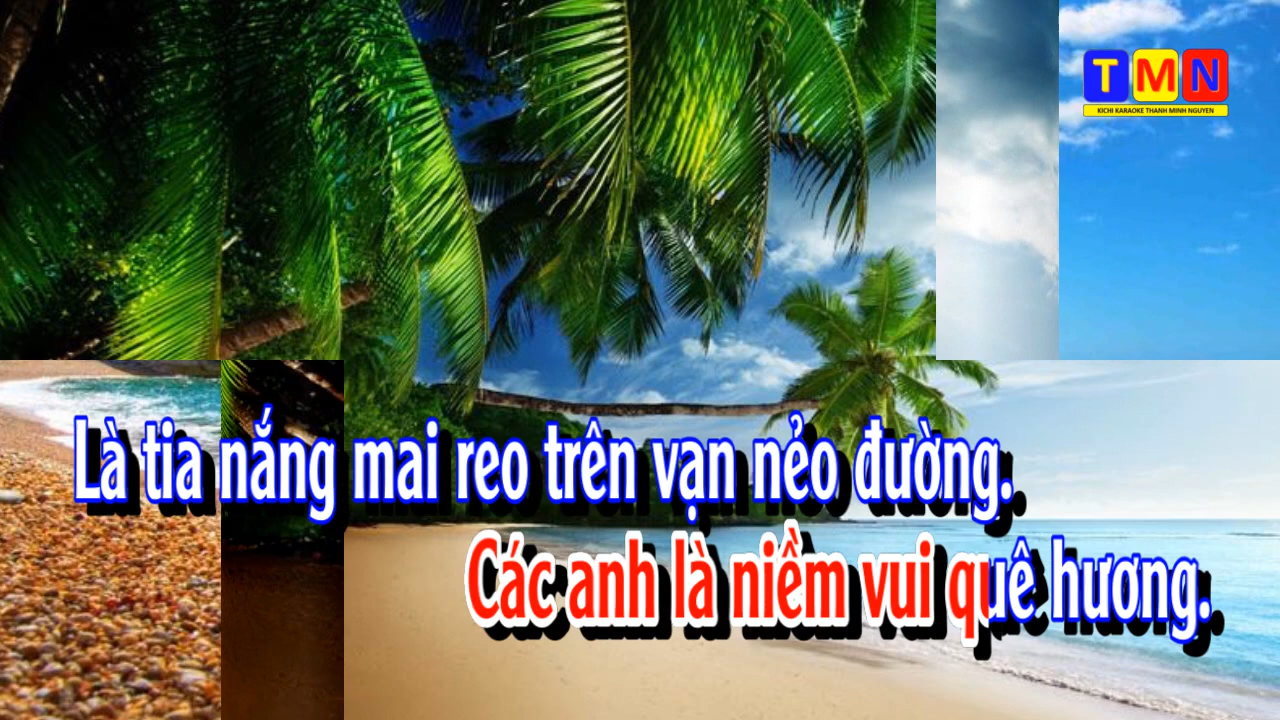 TMN
KICHI KARAOKE THANH MINH NGUYEN
Là tia nắng mai reo trên vạn nẻo đường.
Các anh là niềm vui quê hương.